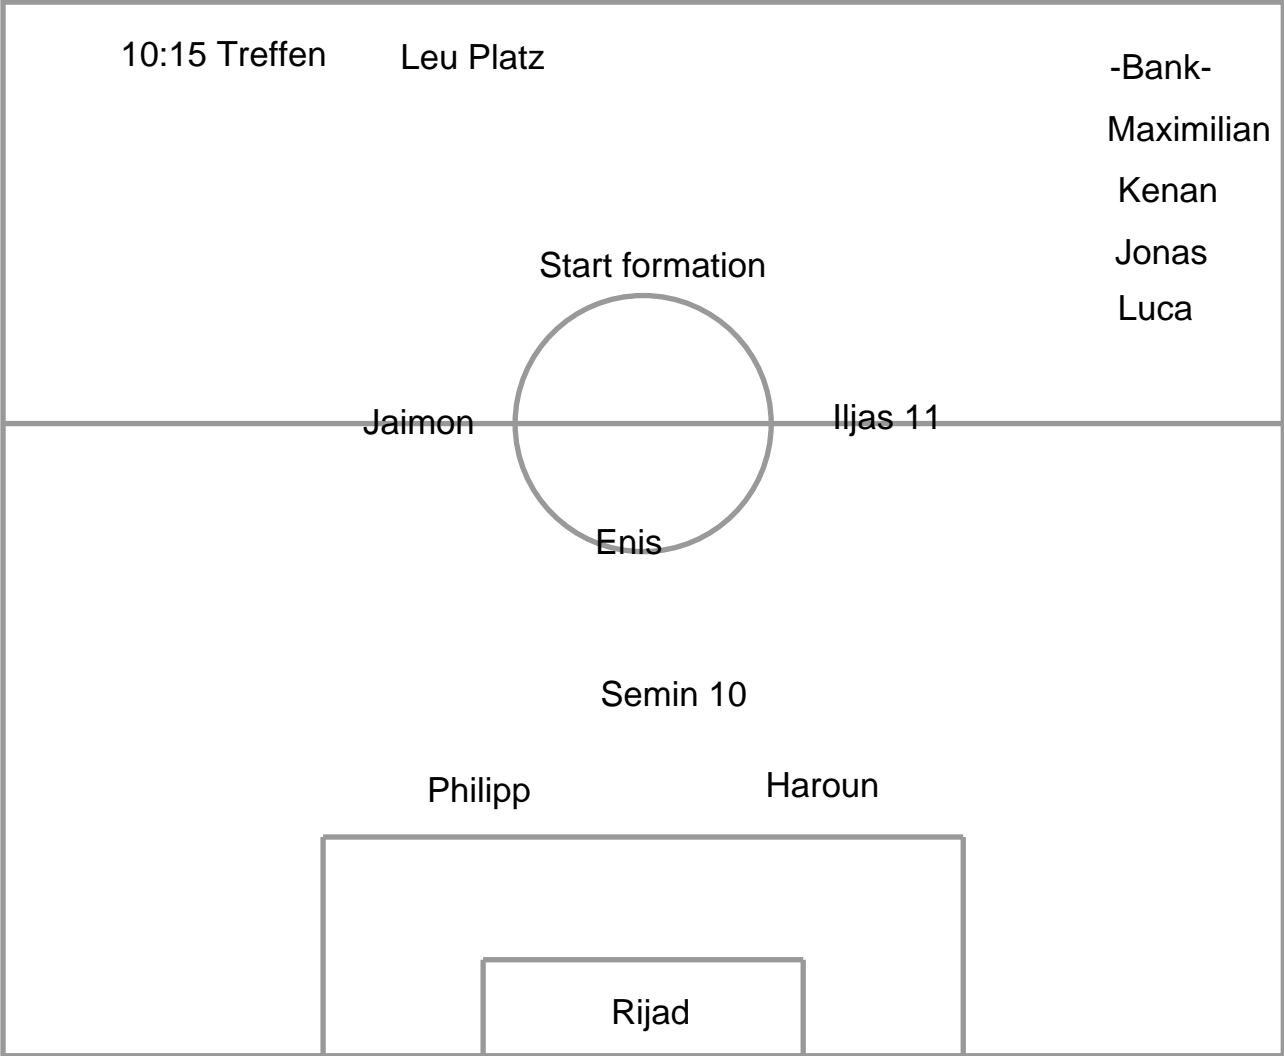 10:15 Treffen
Leu Platz
-Bank-
Maximilian
Kenan
Jonas
Luca
Start formation
Jaimon
Iljas 11
Enis
Semin 10
Philipp
Haroun
Rijad